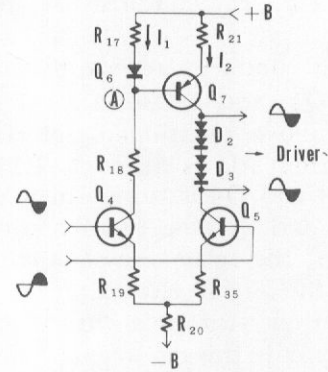 +B
R17
I1
R21
I2
Q6
A
Q7
D2
R18
D3
Driver
Q4
Q5
R19
R35
R20
-B